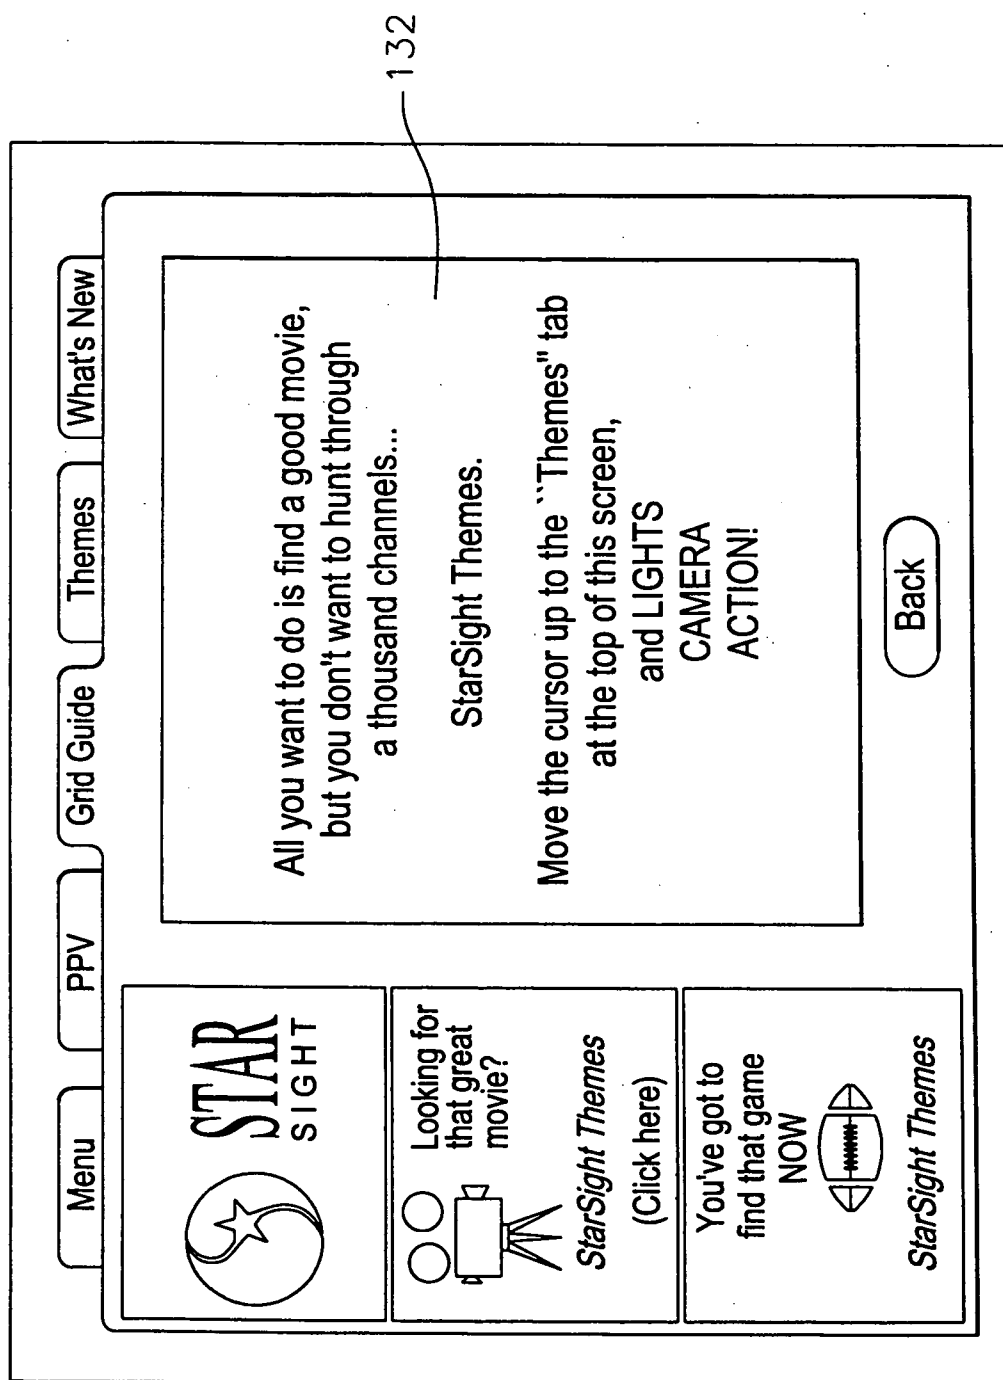 Menu
PPV
Grid Guide
Themes
What's New
STAR
SIGHT
Looking for
that great
movie?
StarSight Themes
(Click here)
You've got to
find that game
NOW
StarSight Themes
All you want to do is find a good movie,
but you don't want to hunt through
a thousand channels...
StarSight Themes.
Move the cursor up to the ``Themes" tab
at the top of this screen,
and LIGHTS
CAMERA
ACTION!
Back
132